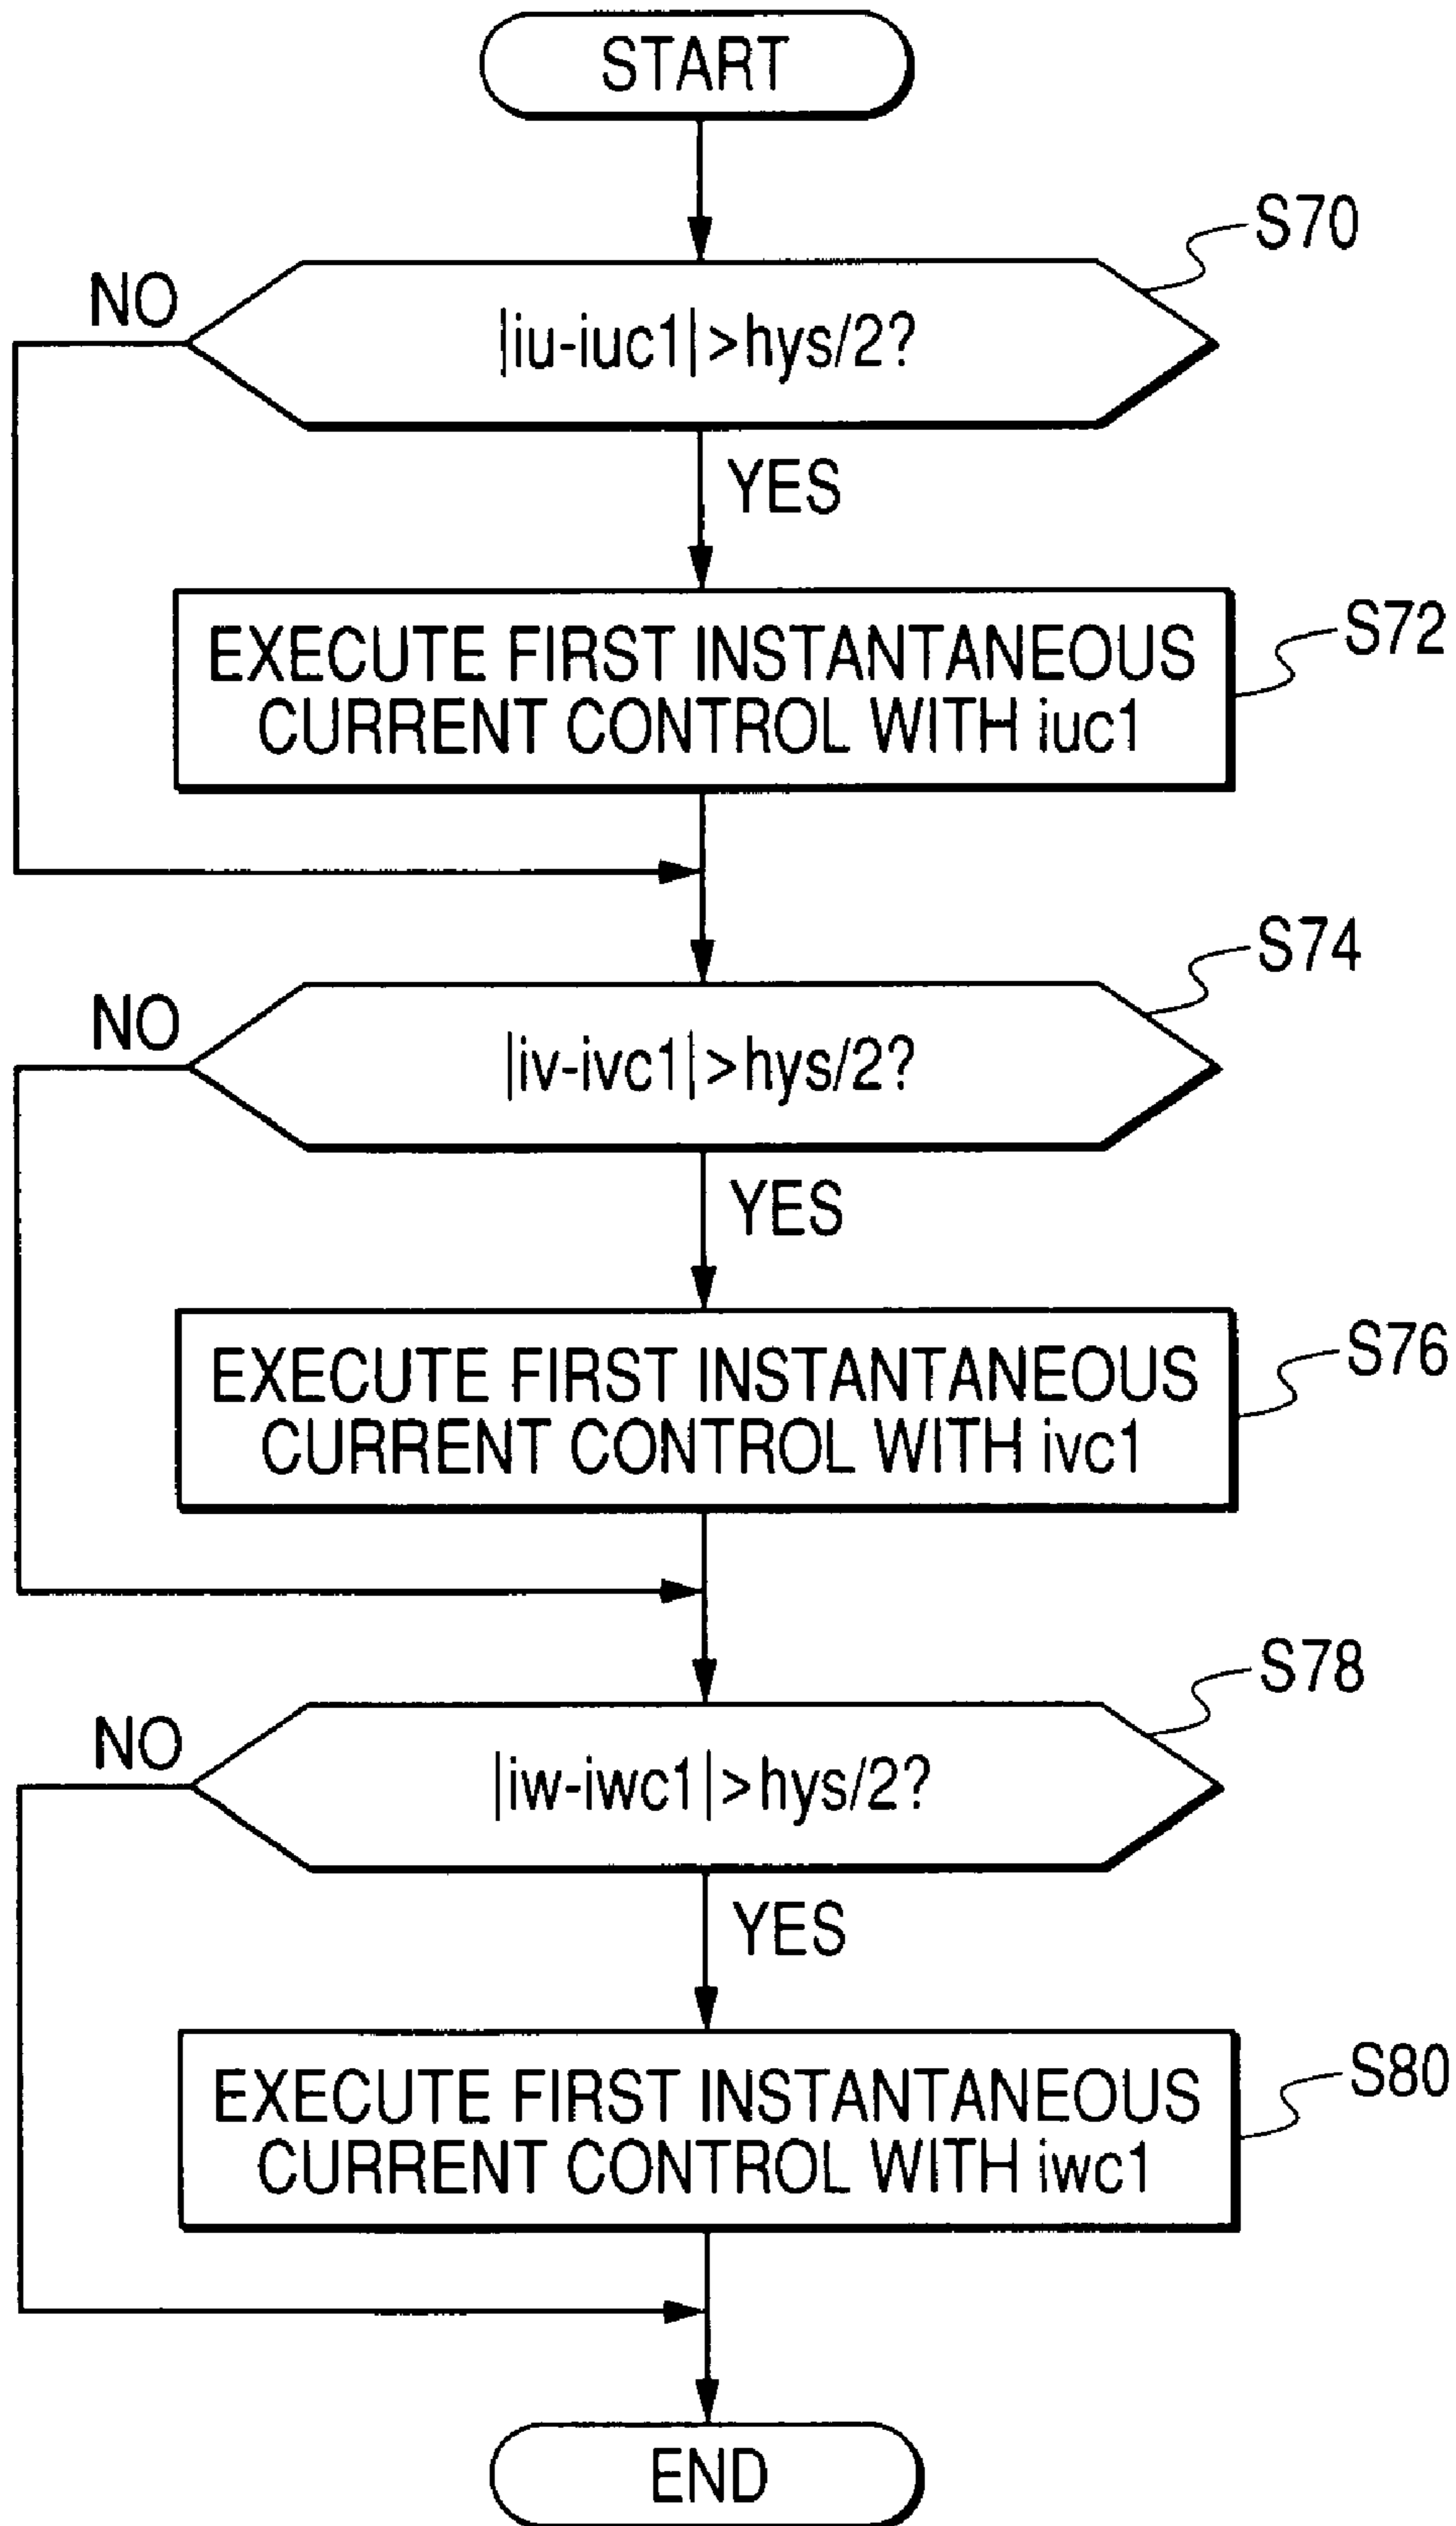 START
S70
NO
|iu-iuc1|>hys/2?
YES
S72
EXECUTE FIRST INSTANTANEOUS
CURRENT CONTROL WITH iuc1
S74
NO
|iv-ivc1|>hys/2?
YES
S76
EXECUTE FIRST INSTANTANEOUS
CURRENT CONTROL WITH ivc1
S78
NO
|iw-iwc1|>hys/2?
YES
S80
EXECUTE FIRST INSTANTANEOUS
CURRENT CONTROL WITH iwc1
END